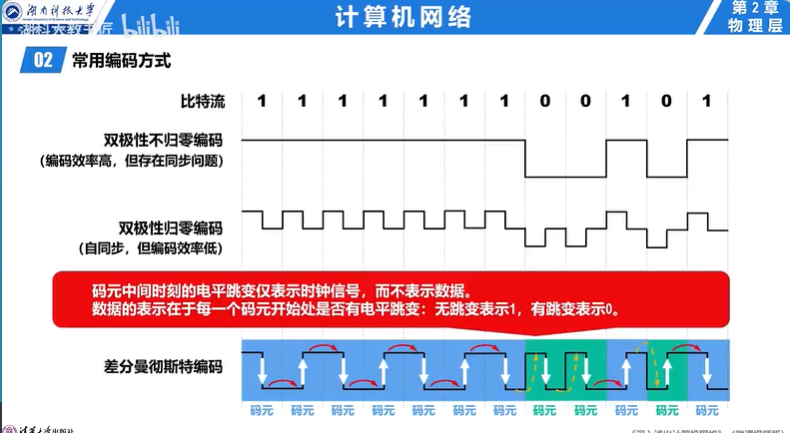 湖南科技大学
计算机网络
第2章
物理层
bilibili
02 常用编码方式
比特流 1 1 1 1 1 1 1 0 0 1 0 1
双极性不归零编码
(编码效率高，但存在同步问题)
双极性归零编码
(自同步，但编码效率低)
码元中间时刻的电平跳变仅表示时钟信号，而不表示数据。
数据的表示在于每一个码元开始处是否有电平跳变：无跳变表示1，有跳变表示0。
差分曼彻斯特编码
码元 码元 码元 码元 码元 码元 码元 码元 码元 码元 码元 码元